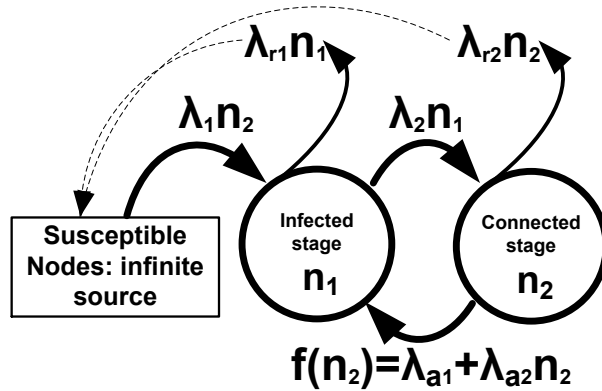 λr1n1
λr2n2
λ1n2
λ2n1
Susceptible
Nodes: infinite
source
Infected
stage
n1
Connected
stage
n2
f(n2)=λa1+λa2n2